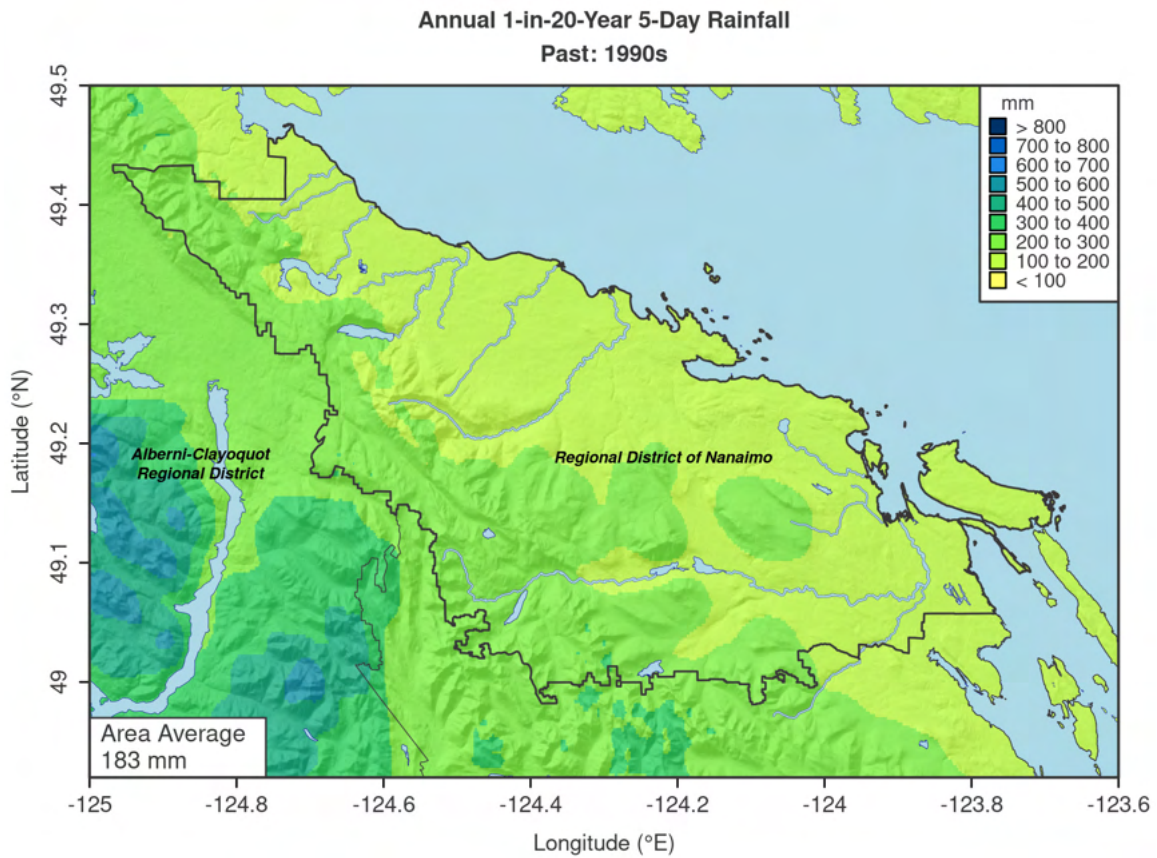 Annual 1-in-20-Year 5-Day Rainfall
Past: 1990s
mm
> 800
700 to 800
600 to 700
500 to 600
400 to 500
300 to 400
200 to 300
100 to 200
< 100
49.5
49.4
49.3
49.2
49.1
49
Latitude (°N)
Alberni-Clayoquot
Regional District
Regional District of Nanaimo
Area Average
183 mm
-125
-124.8
-124.6
-124.4
-124.2
-124
-123.8
-123.6
Longitude (°E)